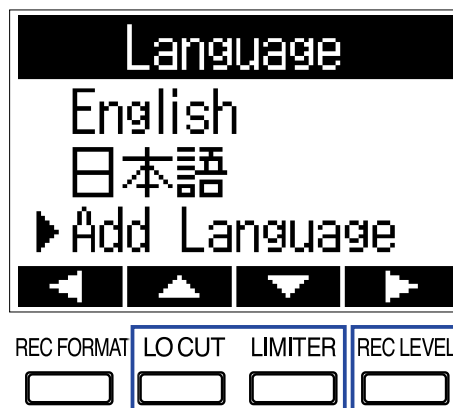 Language
English
日本語
Add Language
REC FORMAT LO CUT LIMITER REC LEVEL